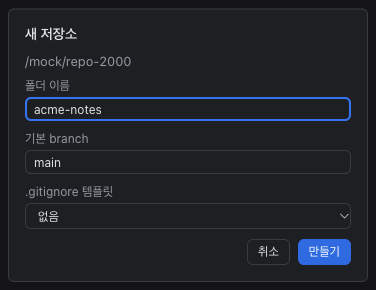 새 저장소
/mock/repo-2000
폴더 이름
acme-notes
기본 branch
main
.gitignore 템플릿
없음
취소 만들기